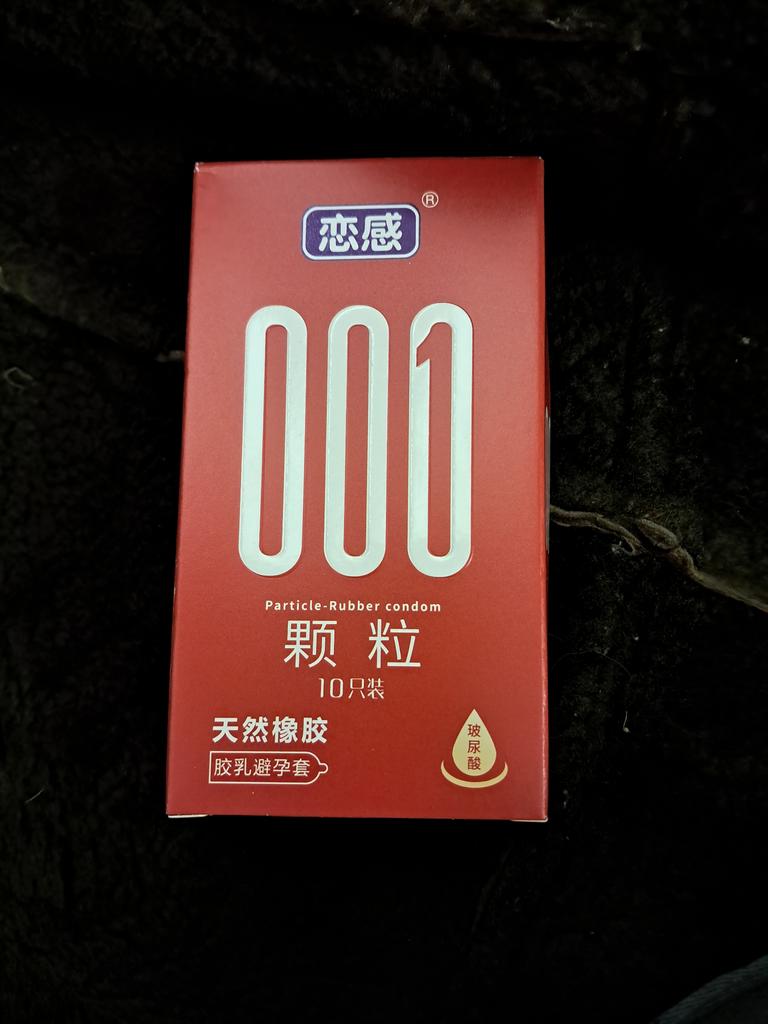 恋感®
001
Particle-Rubber condom
颗粒
10只装
天然橡胶
胶乳避孕套
玻尿酸